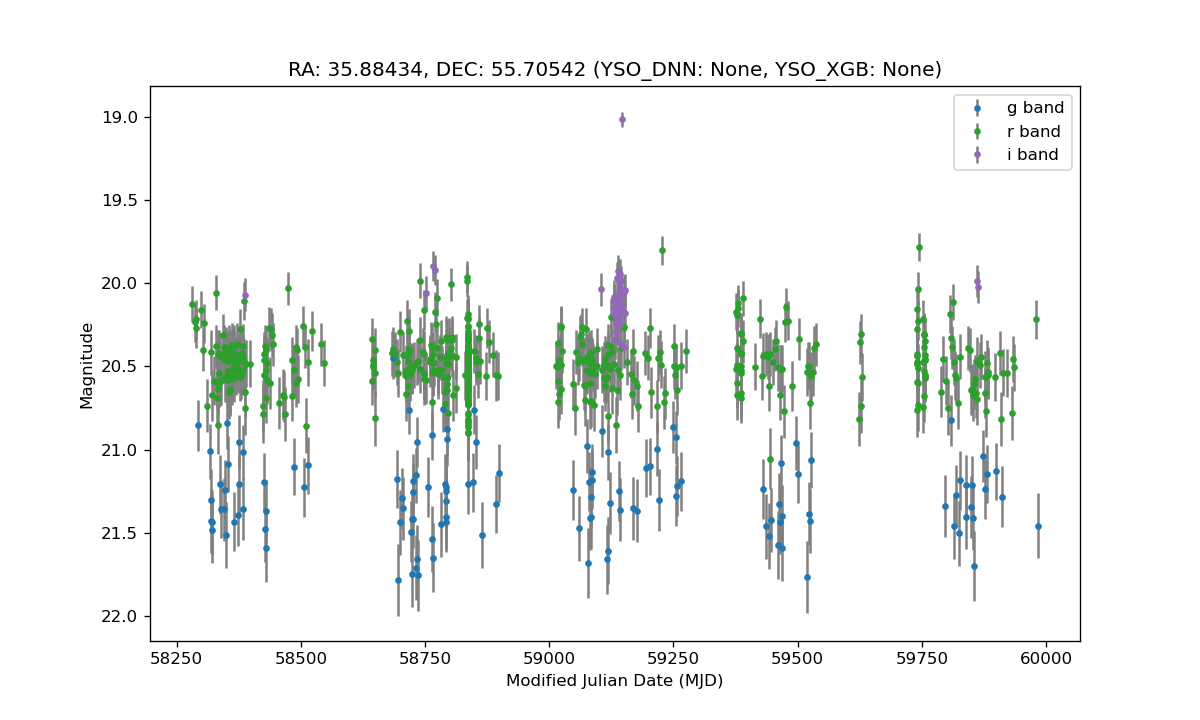 RA: 35.88434, DEC: 55.70542 (YSO_DNN: None, YSO_XGB: None)
g band
r band
i band
19.0
19.5
20.0
20.5
21.0
21.5
22.0
Magnitude
58250 58500 58750 59000 59250 59500 59750 60000
Modified Julian Date (MJD)